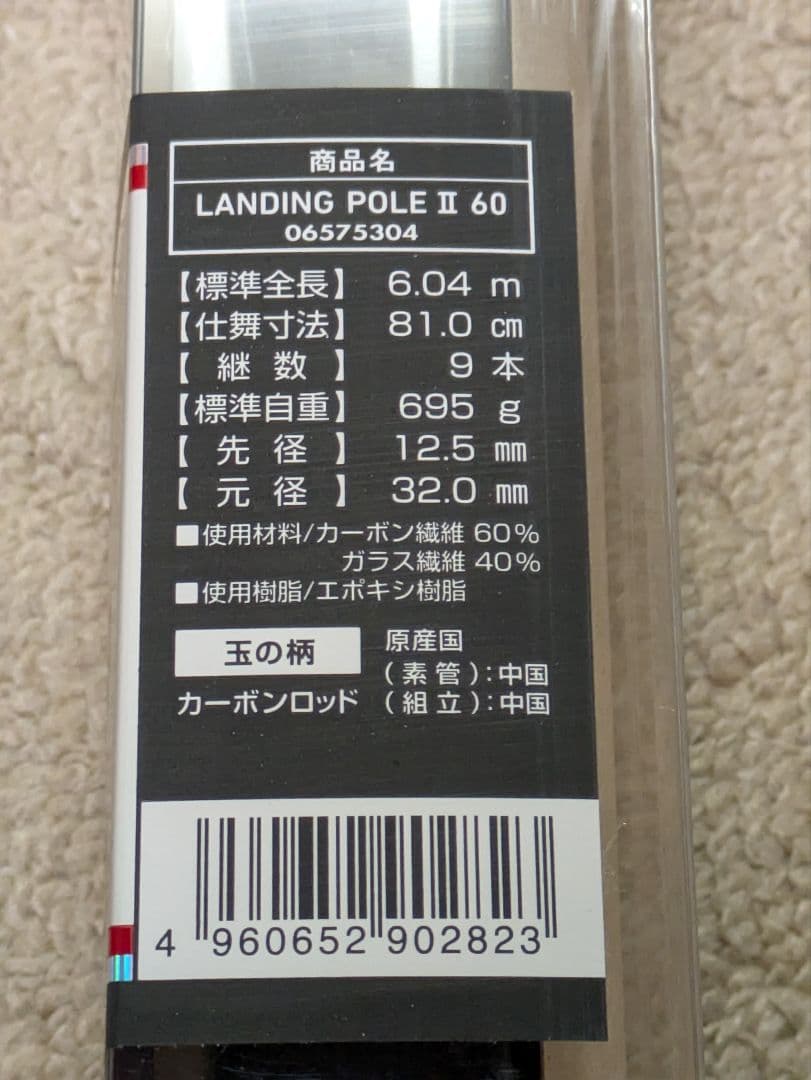 商品名
LANDING POLE Ⅱ 60
06575304
【標準全長】 6.04 m
【仕舞寸法】 81.0 ㎝
【 継 数 】 9 本
【標準自重】 695 g
【 先 径 】 12.5 ㎜
【 元 径 】 32.0 ㎜
■使用材料/カーボン繊維 60%
ガラス繊維 40%
■使用樹脂/エポキシ樹脂
玉の柄
カーボンロッド
原産国
(素 管):中国
(組 立):中国
4 960652 902823